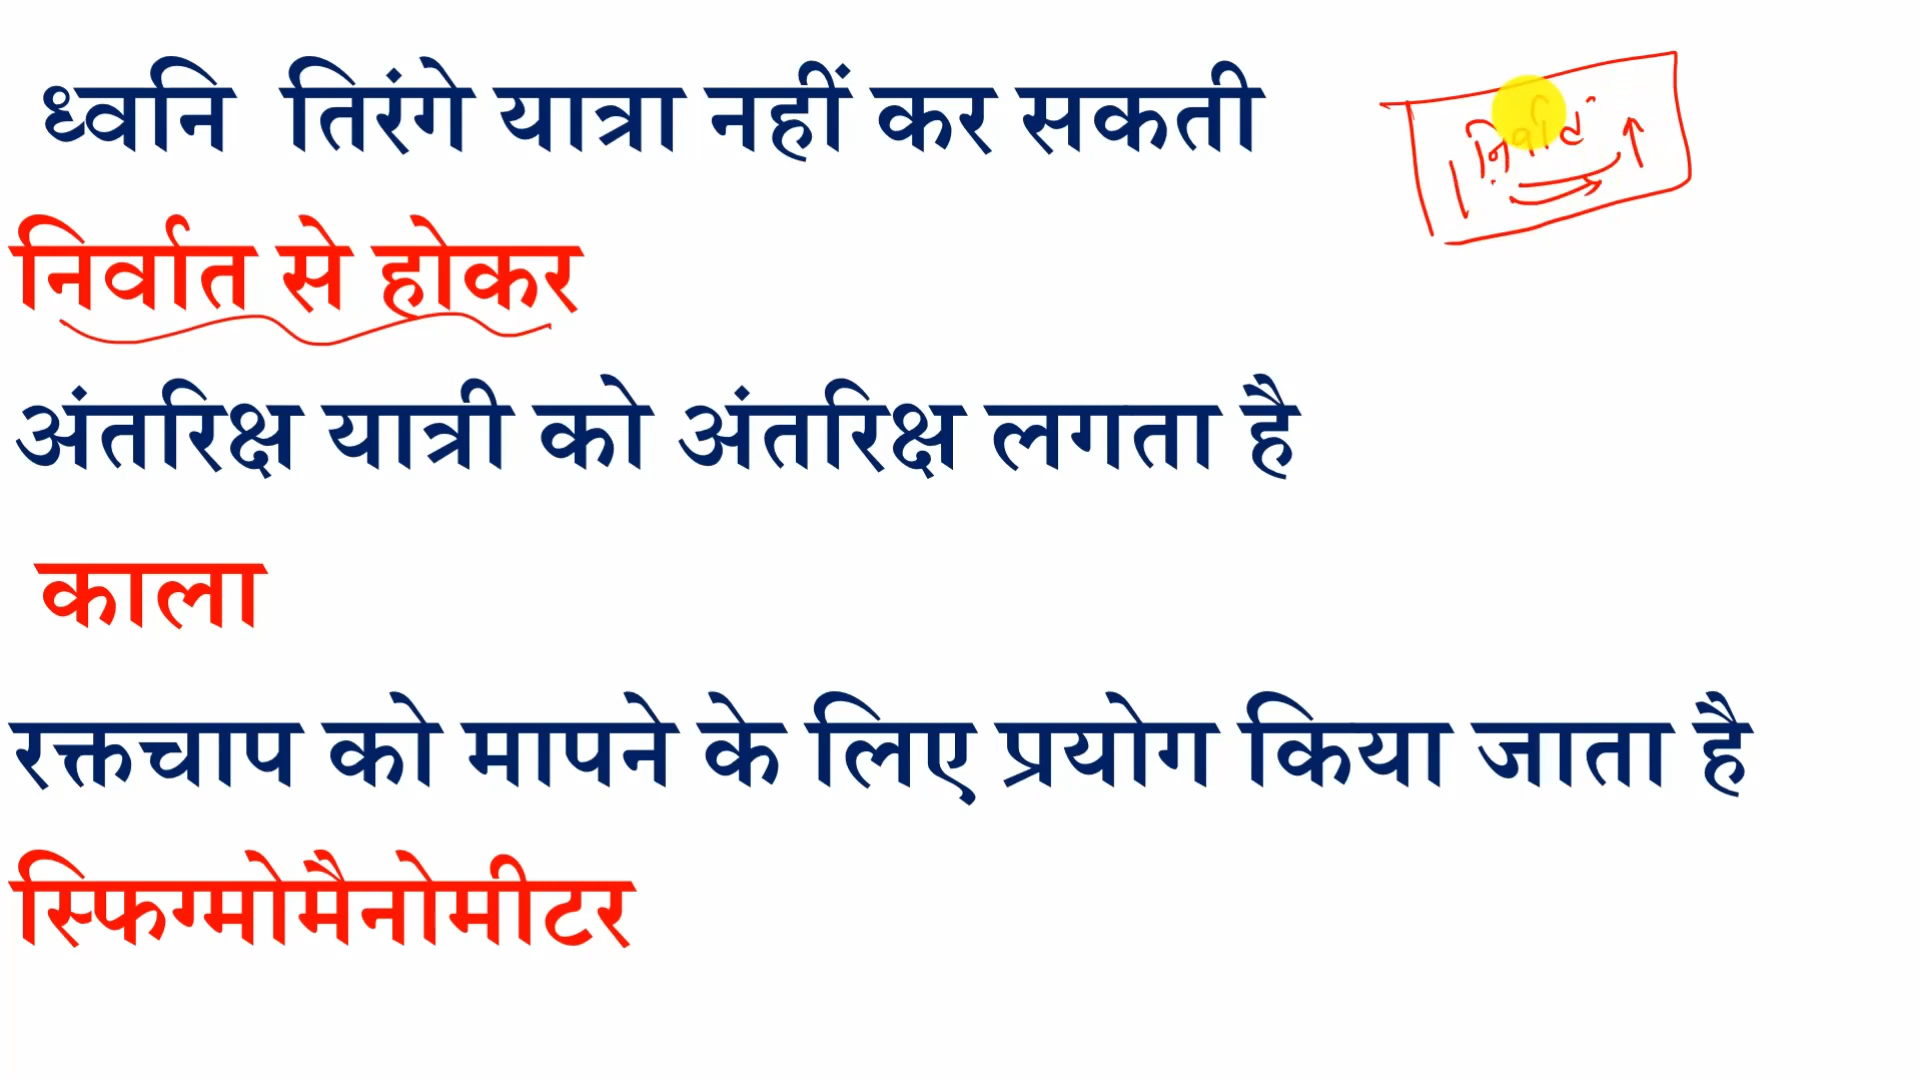 ध्वनि तिरंगे यात्रा नहीं कर सकती
निर्वात
निर्वात से होकर
अंतरिक्ष यात्री को अंतरिक्ष लगता है
काला
रक्तचाप को मापने के लिए प्रयोग किया जाता है
स्फिग्मोमैनोमीटर